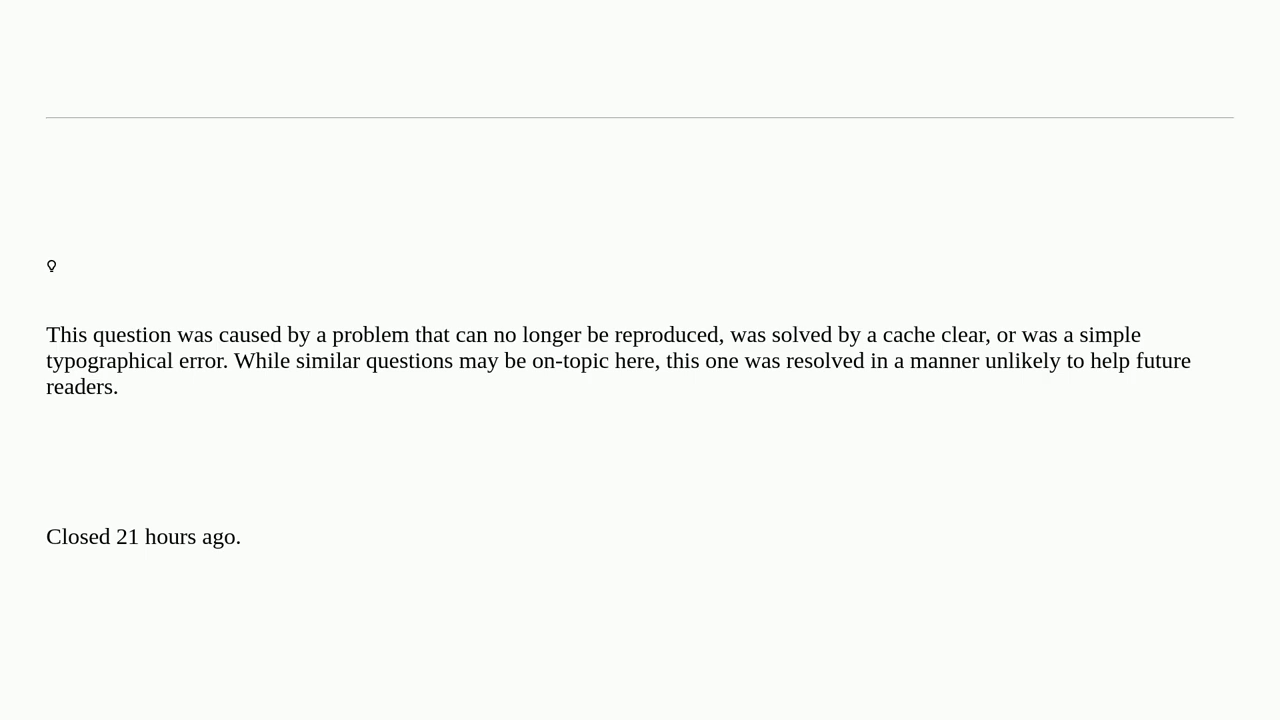 This question was caused by a problem that can no longer be reproduced, was solved by a cache clear, or was a simple
typographical error. While similar questions may be on-topic here, this one was resolved in a manner unlikely to help future
readers.
Closed 21 hours ago.